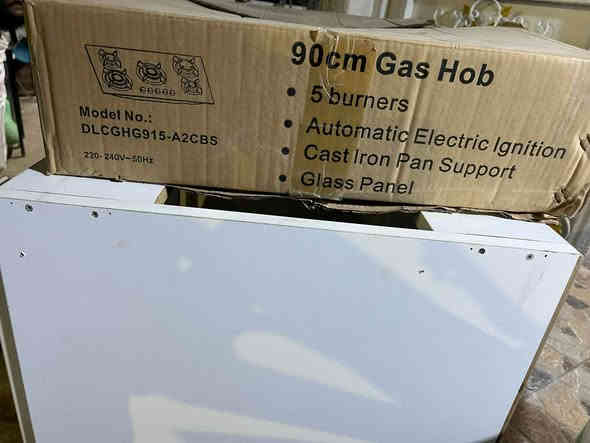 90cm Gas Hob
• 5 burners
• Automatic Electric Ignition
• Cast Iron Pan Support
• Glass Panel
Model No.:
DLCGHG915-A2CBS
220-240V~50Hz